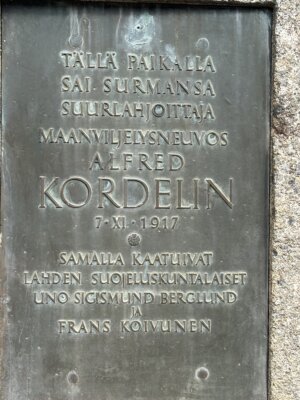 TÄLLÄ PAIKALLA
SAI SURMANSA
SUURLAHJOITTAJA
MAANVILJELYSNEUVOS
ALFRED
KORDELIN
7·XI·1917
SAMALLA KAATUIVAT
LAHDEN SUOJELUSKUNTALAISET
UNO SIGISMUND BERGLUND
JA
FRANS KOIVUNEN